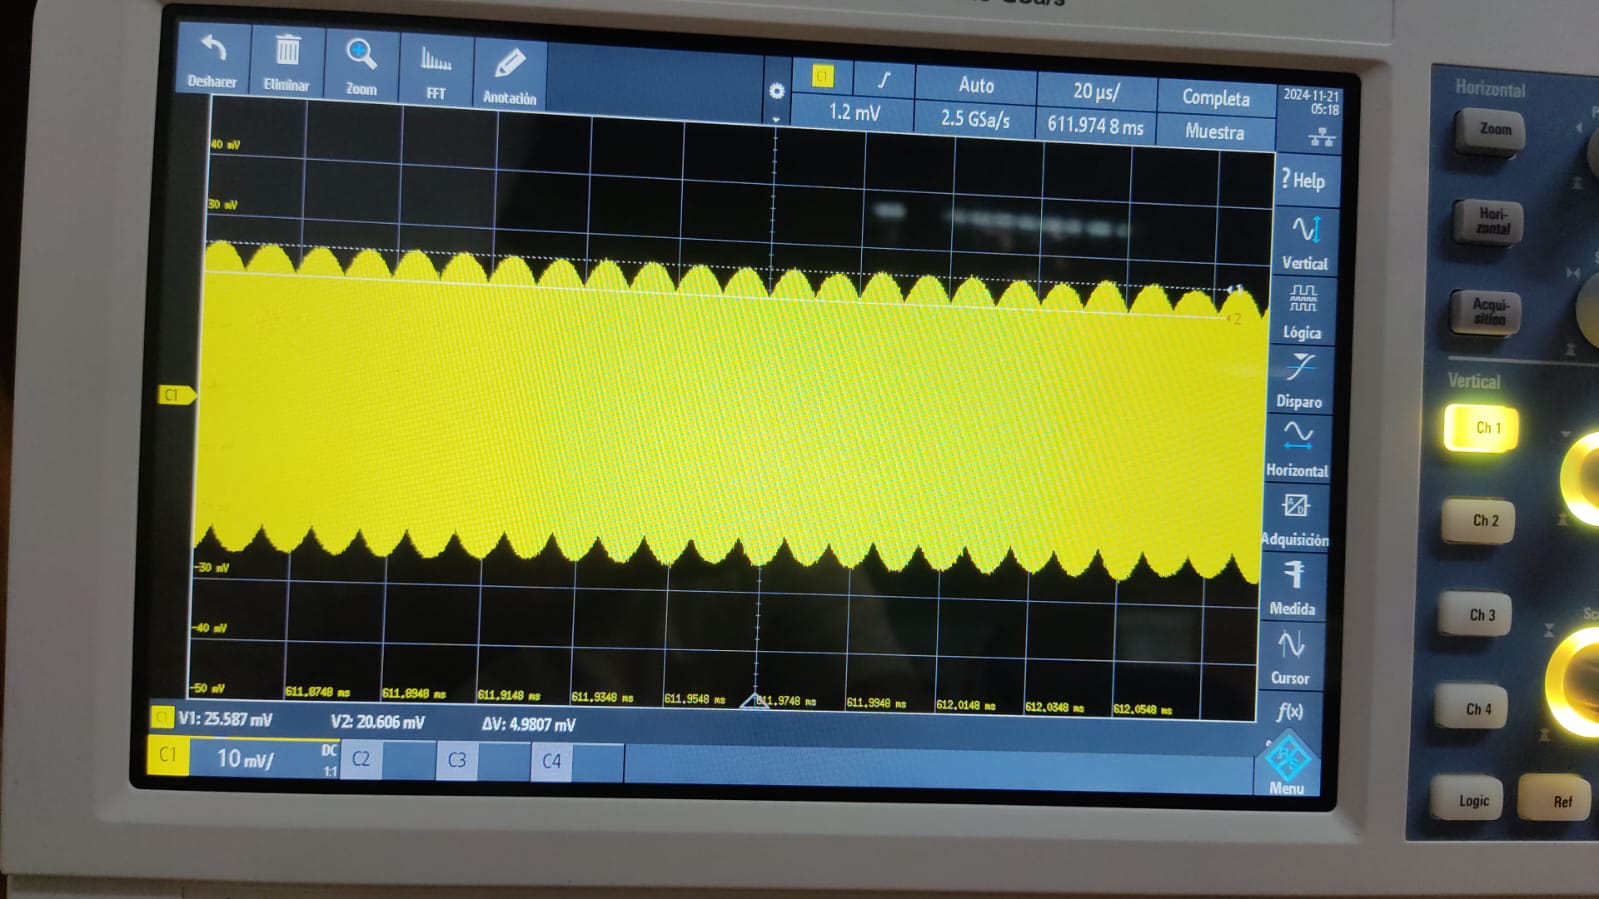 GSa/s
Deshacer
Eliminar
Zoom
FFT
Anotación
C1
Auto
20 µs/
Completa
2024-11-21
05:18
1.2 mV
2.5 GSa/s
611.974 8 ms
Muestra
40 mV
30 mV
-30 mV
-40 mV
-50 mV
1
2
C1
611,8748 ms
611,8948 ms
611,9148 ms
611,9348 ms
611,9548 ms
611,9748 ms
611,9948 ms
612,0148 ms
612,0348 ms
612,0548 ms
? Help
Vertical
Lógica
Disparo
Horizontal
A/D
Adquisición
Medida
Cursor
f(x)
R&S
Menu
C1 V1: 25.587 mV V2: 20.606 mV ΔV: 4.9807 mV
C1
10 mV/
DC
1:1
C2
C3
C4
Horizontal
Zoom
Hori-
zontal
Acqui-
sition
Vertical
Ch 1
Ch 2
Ch 3
Ch 4
Logic
Ref